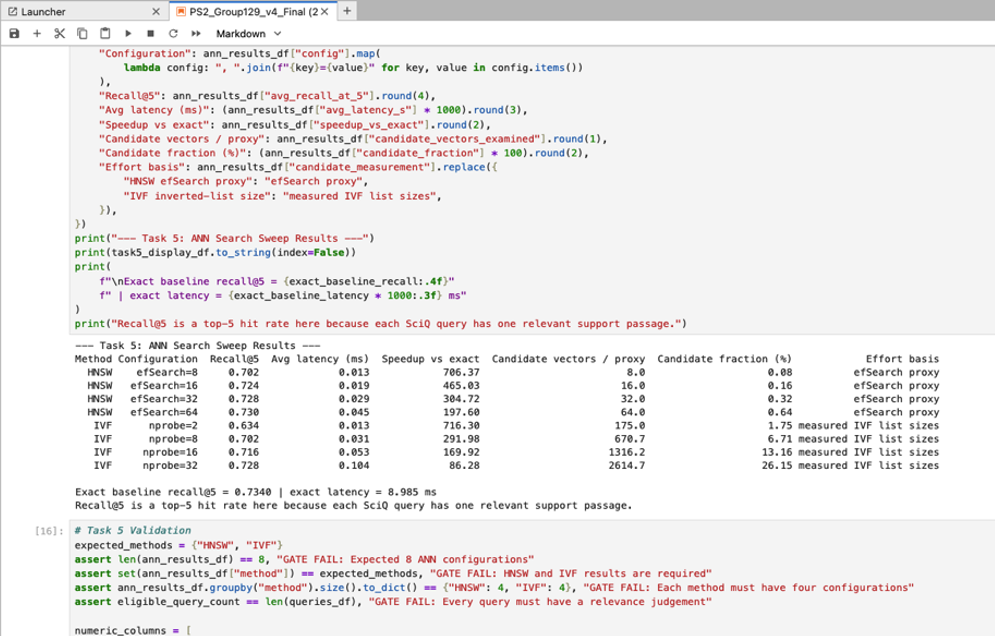 Launcher
PS2_Group129_v4_Final (2
Markdown
"Configuration": ann_results_df["config"].map(
lambda config: ", ".join(f"{key}={value}" for key, value in config.items())
),
"Recall@5": ann_results_df["avg_recall_at_5"].round(4),
"Avg latency (ms)": (ann_results_df["avg_latency_s"] * 1000).round(3),
"Speedup vs exact": ann_results_df["speedup_vs_exact"].round(2),
"Candidate vectors / proxy": ann_results_df["candidate_vectors_examined"].round(1),
"Candidate fraction (%)": (ann_results_df["candidate_fraction"] * 100).round(2),
"Effort basis": ann_results_df["candidate_measurement"].replace({
"HNSW efSearch proxy": "efSearch proxy",
"IVF inverted-list size": "measured IVF list sizes",
}),
})
print("--- Task 5: ANN Search Sweep Results ---")
print(task5_display_df.to_string(index=False))
print(
f"\nExact baseline recall@5 = {exact_baseline_recall:.4f}"
f" | exact latency = {exact_baseline_latency * 1000:.3f} ms"
)
print("Recall@5 is a top-5 hit rate here because each SciQ query has one relevant support passage.")
--- Task 5: ANN Search Sweep Results ---
Method Configuration Recall@5 Avg latency (ms) Speedup vs exact Candidate vectors / proxy Candidate fraction (%) Effort basis
HNSW efSearch=8 0.702 0.013 706.37 8.0 0.08 efSearch proxy
HNSW efSearch=16 0.724 0.019 465.03 16.0 0.16 efSearch proxy
HNSW efSearch=32 0.728 0.029 304.72 32.0 0.32 efSearch proxy
HNSW efSearch=64 0.730 0.045 197.60 64.0 0.64 efSearch proxy
IVF nprobe=2 0.634 0.013 716.30 175.0 1.75 measured IVF list sizes
IVF nprobe=8 0.702 0.031 291.98 670.7 6.71 measured IVF list sizes
IVF nprobe=16 0.716 0.053 169.92 1316.2 13.16 measured IVF list sizes
IVF nprobe=32 0.728 0.104 86.28 2614.7 26.15 measured IVF list sizes
Exact baseline recall@5 = 0.7340 | exact latency = 8.985 ms
Recall@5 is a top-5 hit rate here because each SciQ query has one relevant support passage.
[16]: # Task 5 Validation
expected_methods = {"HNSW", "IVF"}
assert len(ann_results_df) == 8, "GATE FAIL: Expected 8 ANN configurations"
assert set(ann_results_df["method"]) == expected_methods, "GATE FAIL: HNSW and IVF results are required"
assert ann_results_df.groupby("method").size().to_dict() == {"HNSW": 4, "IVF": 4}, "GATE FAIL: Each method must have four configurations"
assert eligible_query_count == len(queries_df), "GATE FAIL: Every query must have a relevance judgement"
numeric_columns = [